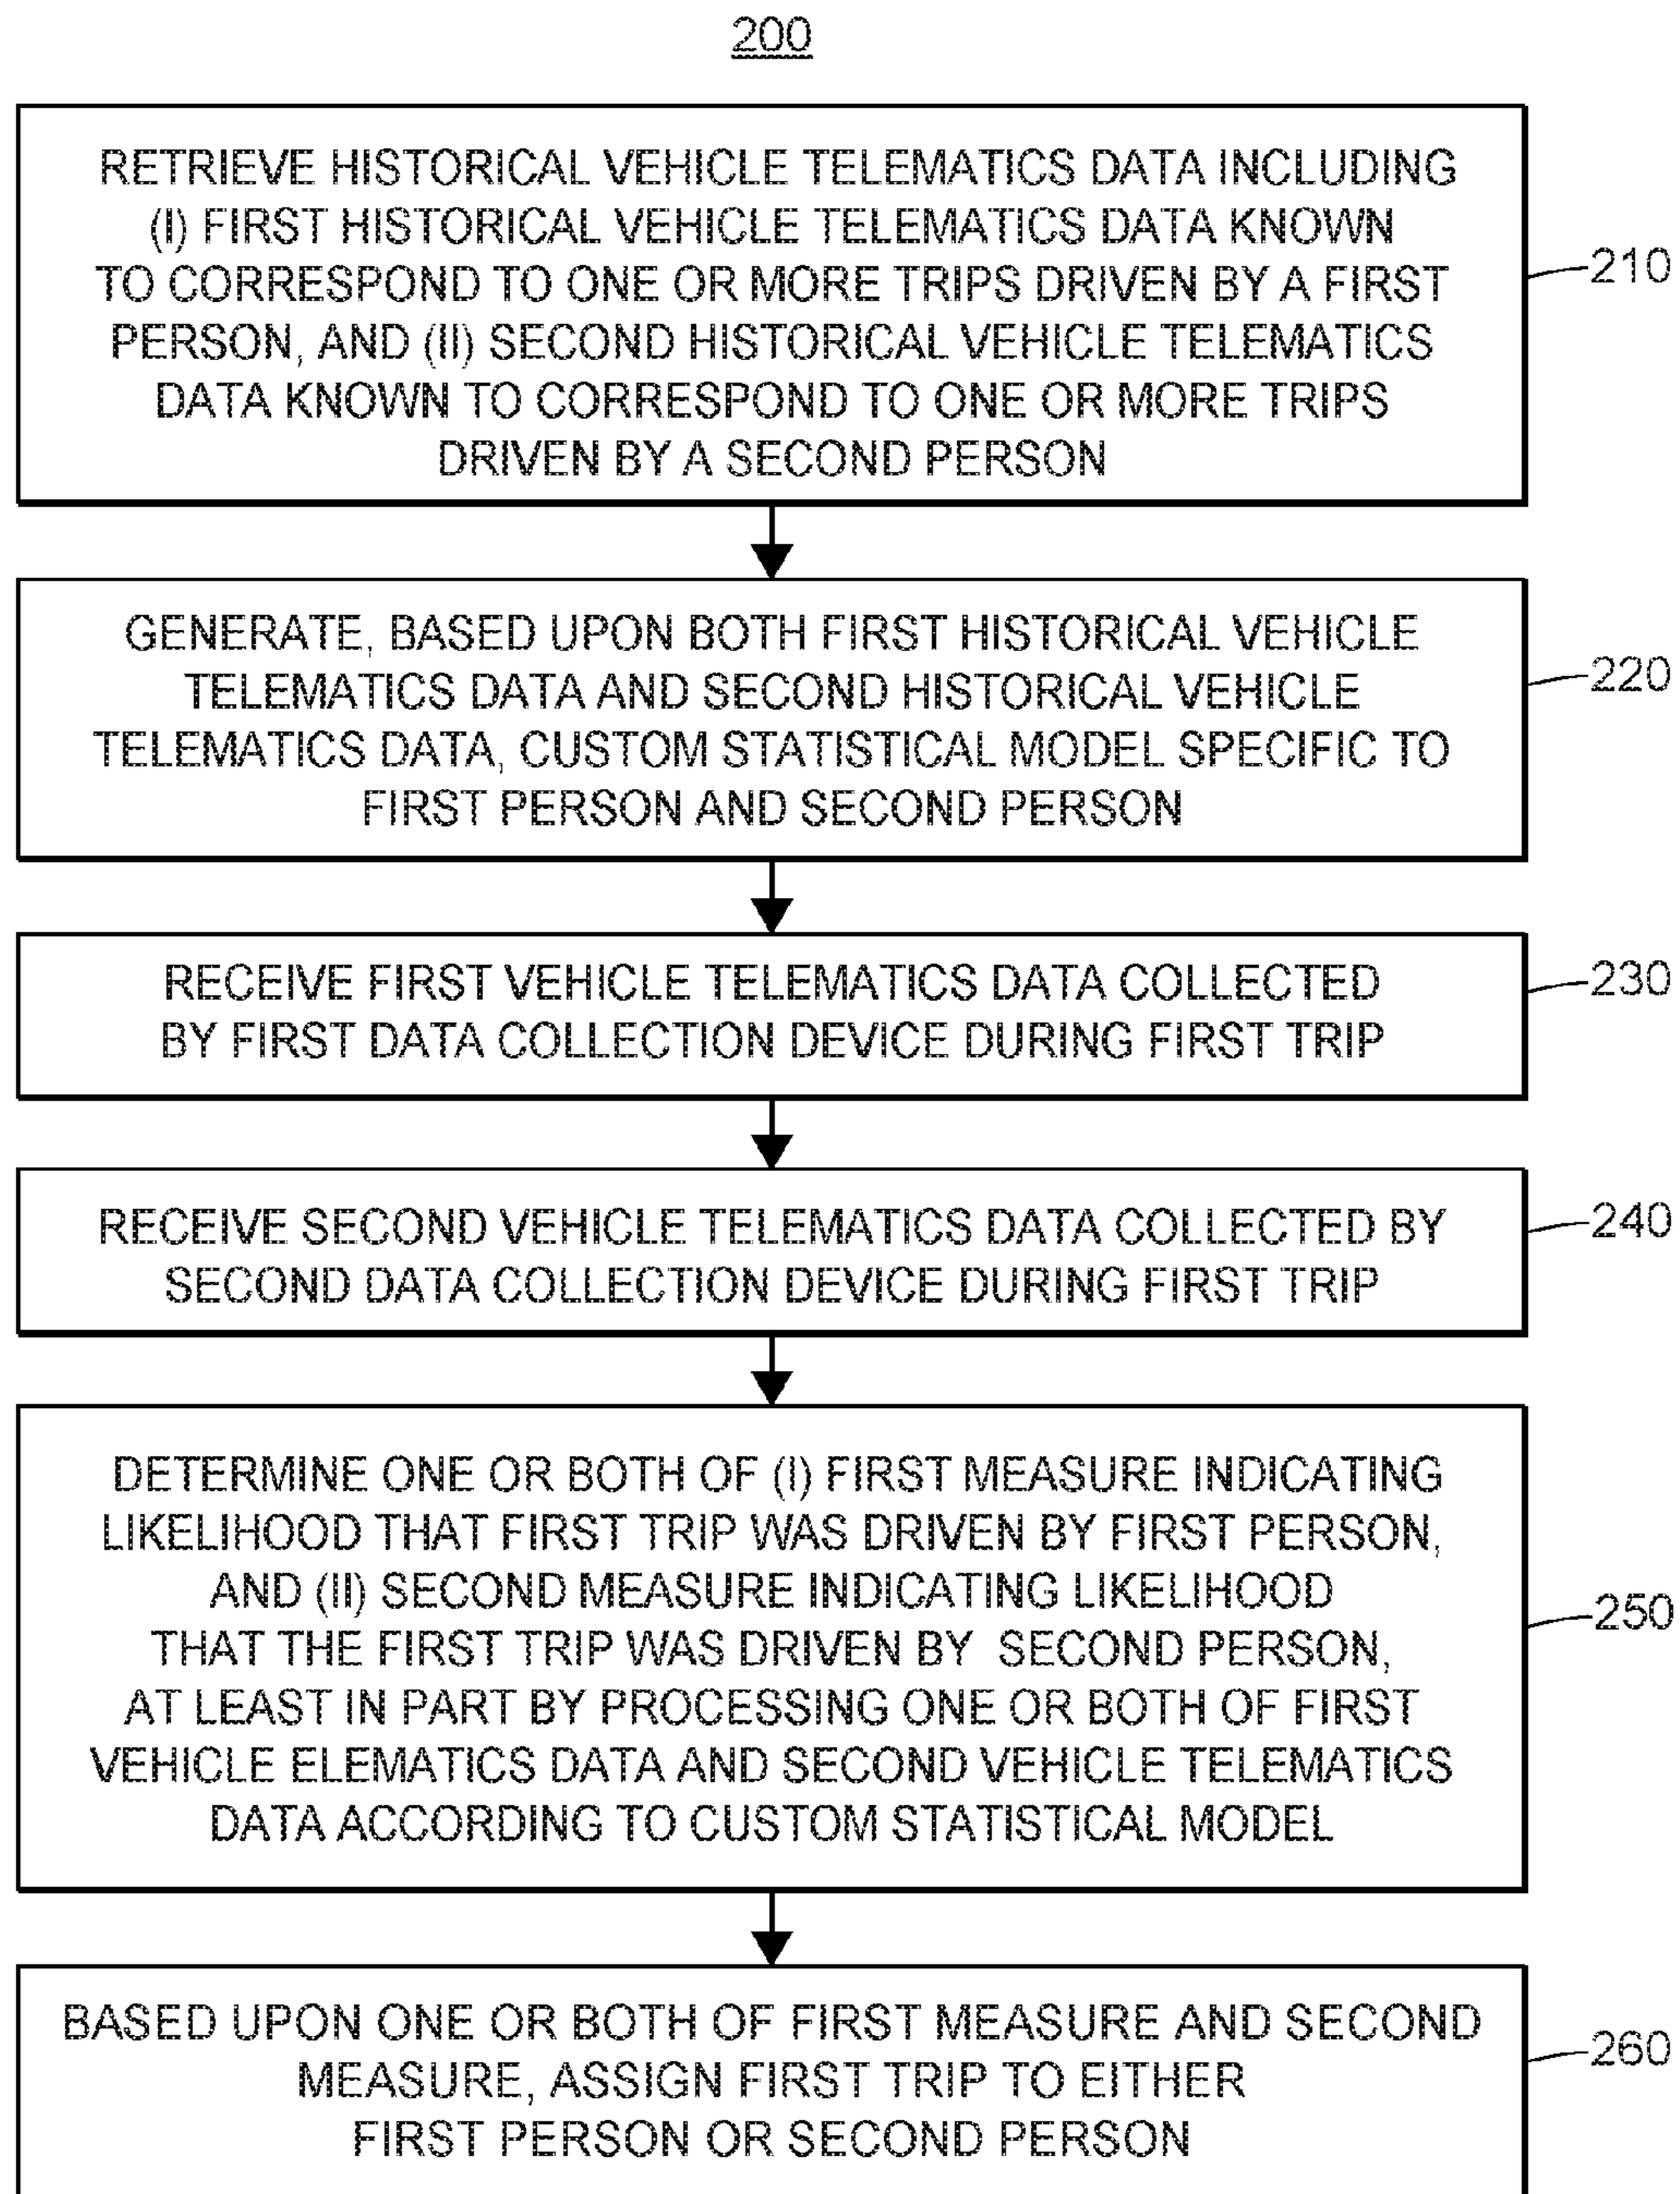 200
RETRIEVE HISTORICAL VEHICLE TELEMATICS DATA INCLUDING
(I) FIRST HISTORICAL VEHICLE TELEMATICS DATA KNOWN
TO CORRESPOND TO ONE OR MORE TRIPS DRIVEN BY A FIRST
PERSON, AND (II) SECOND HISTORICAL VEHICLE TELEMATICS
DATA KNOWN TO CORRESPOND TO ONE OR MORE TRIPS
DRIVEN BY A SECOND PERSON
210
GENERATE, BASED UPON BOTH FIRST HISTORICAL VEHICLE
TELEMATICS DATA AND SECOND HISTORICAL VEHICLE
TELEMATICS DATA, CUSTOM STATISTICAL MODEL SPECIFIC TO
FIRST PERSON AND SECOND PERSON
220
RECEIVE FIRST VEHICLE TELEMATICS DATA COLLECTED
BY FIRST DATA COLLECTION DEVICE DURING FIRST TRIP
230
RECEIVE SECOND VEHICLE TELEMATICS DATA COLLECTED BY
SECOND DATA COLLECTION DEVICE DURING FIRST TRIP
240
DETERMINE ONE OR BOTH OF (I) FIRST MEASURE INDICATING
LIKELIHOOD THAT FIRST TRIP WAS DRIVEN BY FIRST PERSON,
AND (II) SECOND MEASURE INDICATING LIKELIHOOD
THAT THE FIRST TRIP WAS DRIVEN BY SECOND PERSON,
AT LEAST IN PART BY PROCESSING ONE OR BOTH OF FIRST
VEHICLE ELEMATICS DATA AND SECOND VEHICLE TELEMATICS
DATA ACCORDING TO CUSTOM STATISTICAL MODEL
250
BASED UPON ONE OR BOTH OF FIRST MEASURE AND SECOND
MEASURE, ASSIGN FIRST TRIP TO EITHER
FIRST PERSON OR SECOND PERSON
260